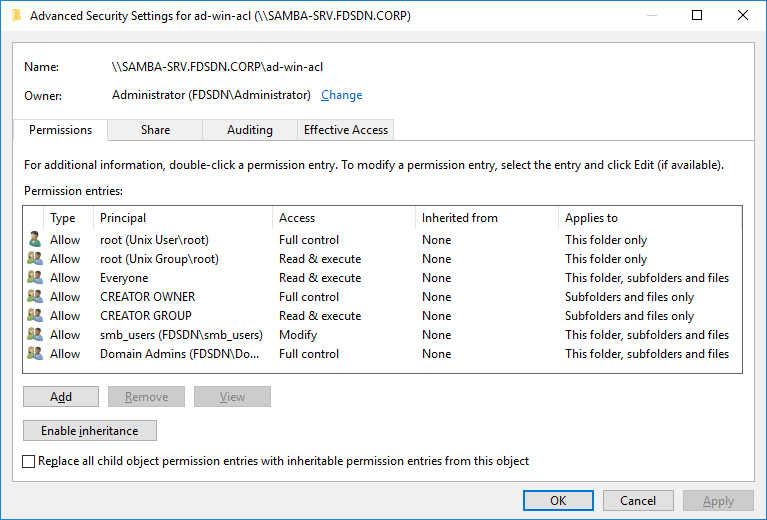 Advanced Security Settings for ad-win-acl (\\SAMBA-SRV.FDSDN.CORP)
Name: \\SAMBA-SRV.FDSDN.CORP\ad-win-acl
Owner: Administrator (FDSDN\Administrator) Change
Permissions Share Auditing Effective Access
For additional information, double-click a permission entry. To modify a permission entry, select the entry and click Edit (if available).
Permission entries:
Type Principal Access Inherited from Applies to
Allow root (Unix User\root) Full control None This folder only
Allow root (Unix Group\root) Read & execute None This folder only
Allow Everyone Read & execute None This folder, subfolders and files
Allow CREATOR OWNER Full control None Subfolders and files only
Allow CREATOR GROUP Read & execute None Subfolders and files only
Allow smb_users (FDSDN\smb_users) Modify None This folder, subfolders and files
Allow Domain Admins (FDSDN\Do... Full control None This folder, subfolders and files
Add Remove View
Enable inheritance
Replace all child object permission entries with inheritable permission entries from this object
OK Cancel Apply